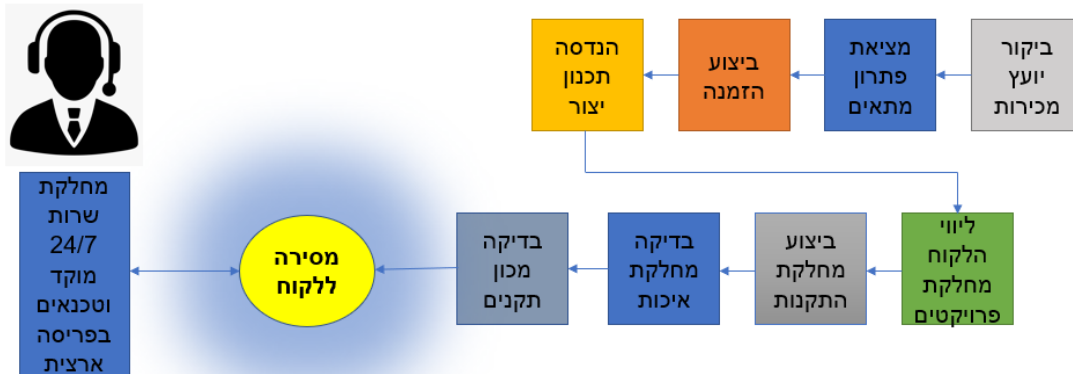 ביקור
יועץ
מכירות
מציאת
פתרון
מתאים
ביצוע
הזמנה
הנדסה
תכנון
יצור
ליווי
הלקוח
מחלקת
פרויקטים
ביצוע
מחלקת
התקנות
בדיקה
מחלקת
איכות
בדיקה
מכון
תקנים
מסירה
ללקוח
מחלקת
שרות
24/7
מוקד
וטכנאים
בפריסה
ארצית